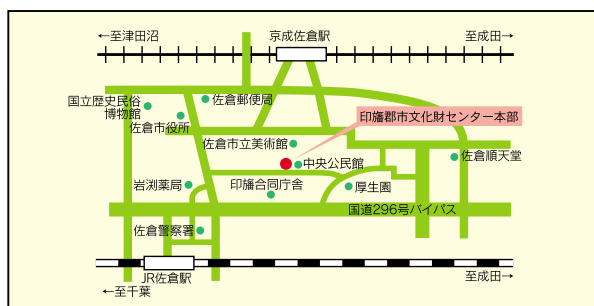 ←至津田沼
京成佐倉駅
至成田→
国立歴史民俗
博物館
佐倉郵便局
佐倉市役所
印旛郡市文化財センター本部
佐倉市立美術館
佐倉順天堂
中央公民館
岩渕薬局
印旛合同庁舎
厚生園
国道296号バイパス
佐倉警察署
JR佐倉駅
至成田→
←至千葉